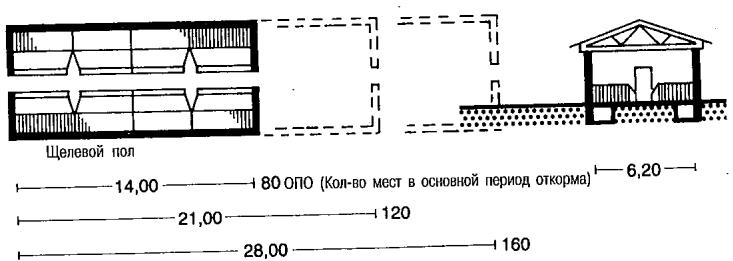 Щелевой пол
14,00 80 ОПО (Кол-во мест в основной период откорма) 6,20
21,00 120
28,00 160